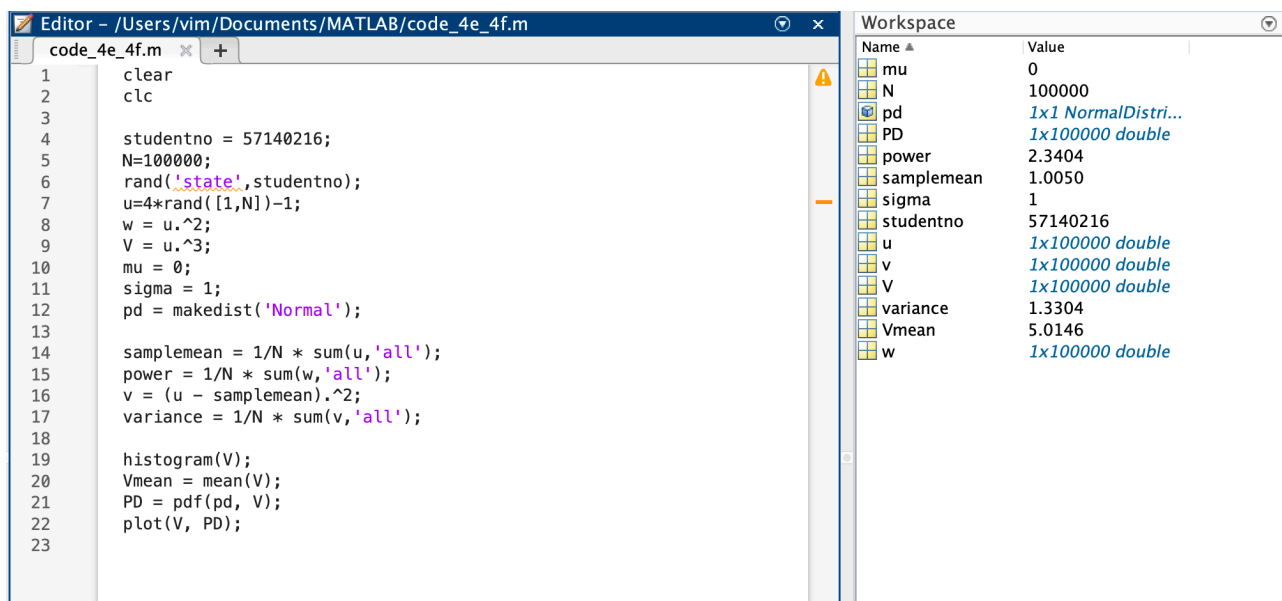 Editor – /Users/vim/Documents/MATLAB/code_4e_4f.m
code_4e_4f.m
1 clear
2 clc
3
4 studentno = 57140216;
5 N=100000;
6 rand('state',studentno);
7 u=4*rand([1,N])-1;
8 w = u.^2;
9 V = u.^3;
10 mu = 0;
11 sigma = 1;
12 pd = makedist('Normal');
13
14 samplemean = 1/N * sum(u,'all');
15 power = 1/N * sum(w,'all');
16 v = (u - samplemean).^2;
17 variance = 1/N * sum(v,'all');
18
19 histogram(V);
20 Vmean = mean(V);
21 PD = pdf(pd, V);
22 plot(V, PD);
23
Workspace
Name Value
mu 0
N 100000
pd 1x1 NormalDistri...
PD 1x100000 double
power 2.3404
samplemean 1.0050
sigma 1
studentno 57140216
u 1x100000 double
v 1x100000 double
V 1x100000 double
variance 1.3304
Vmean 5.0146
w 1x100000 double